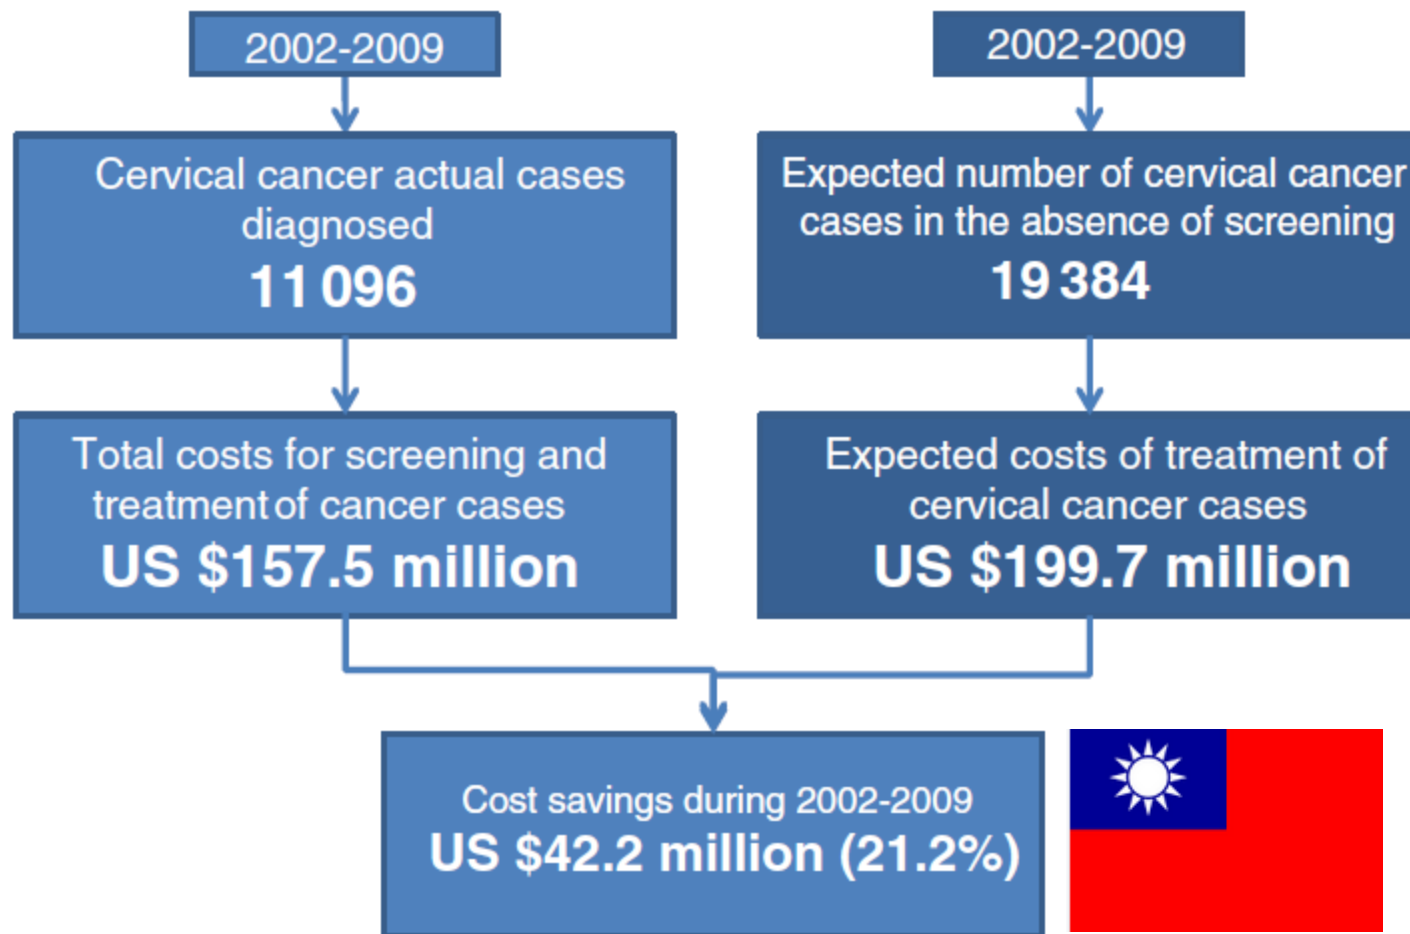 2002-2009
Cervical cancer actual cases
diagnosed
11 096
Total costs for screening and
treatment of cancer cases
US $157.5 million
2002-2009
Expected number of cervical cancer
cases in the absence of screening
19 384
Expected costs of treatment of
cervical cancer cases
US $199.7 million
Cost savings during 2002-2009
US $42.2 million (21.2%)